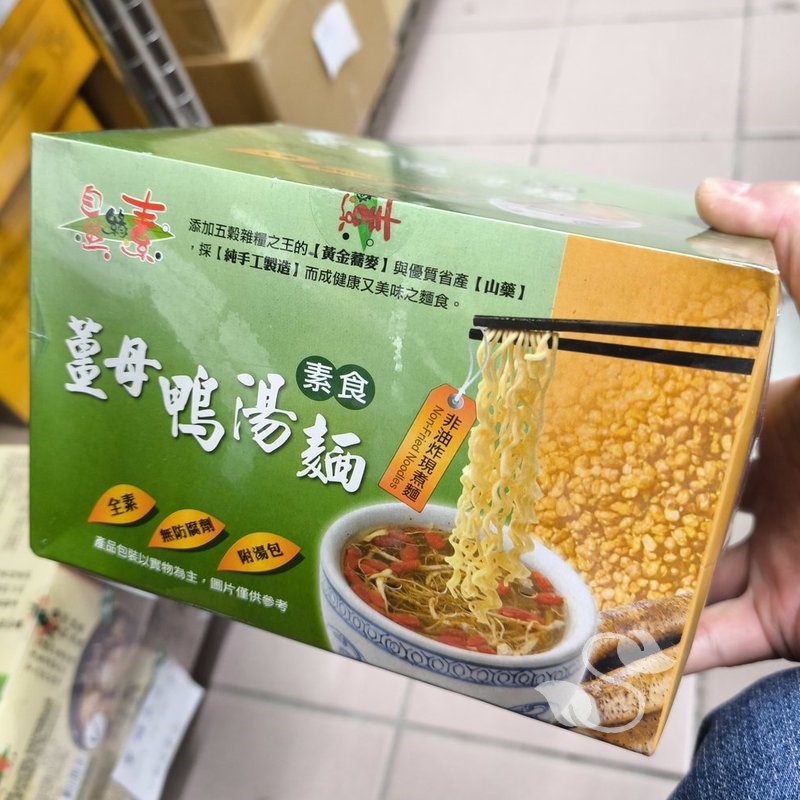 添加五穀雜糧之王的【黃金蕎麥】與優質省產【山藥】
，採【純手工製造】而成健康又美味之麵食。
薑母鴨湯麵
素食
非油炸現煮麵
Non-Fried Noodles
全素
無防腐劑
附湯包
產品包裝以實物為主，圖片僅供參考